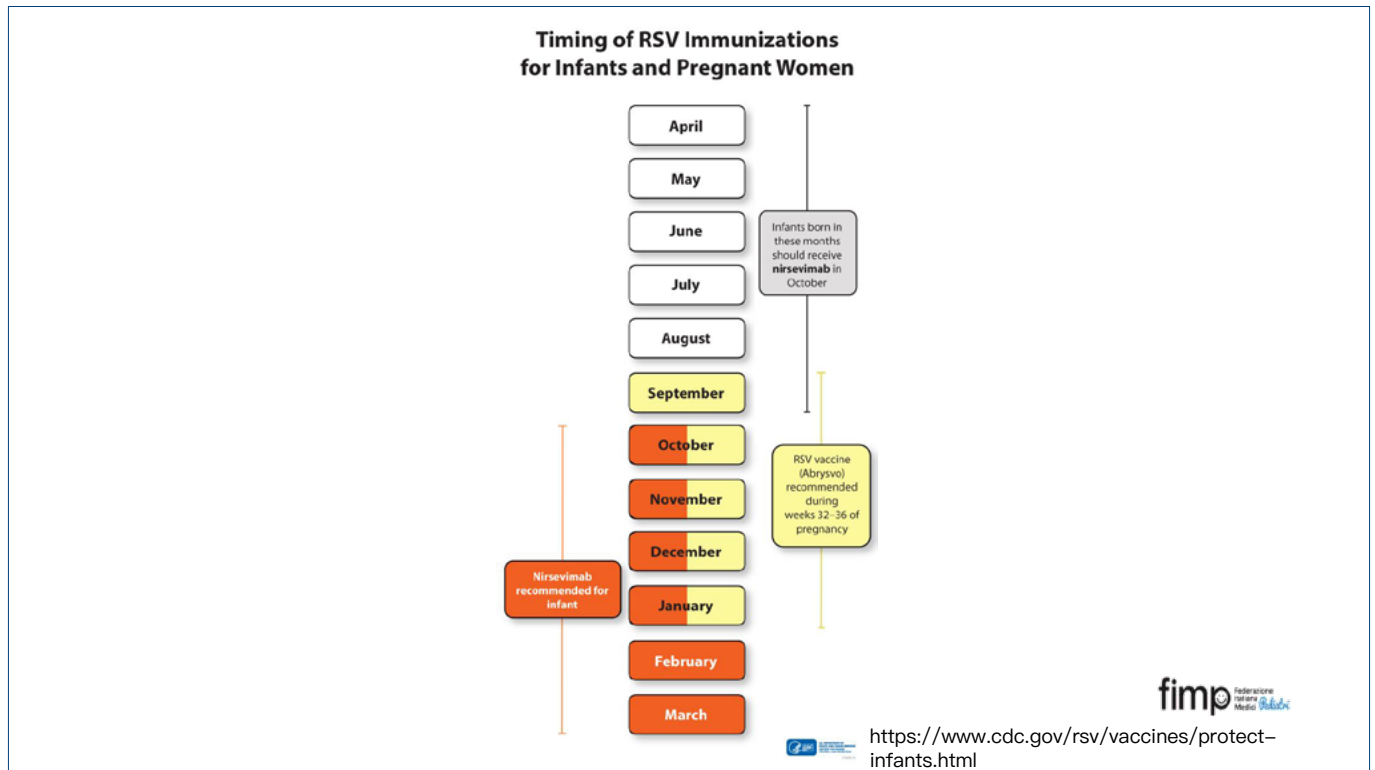 Timing of RSV Immunizations
for Infants and Pregnant Women
April
May
June
July
August
September
October
November
December
January
February
March
Infants born in
these months
should receive
nirsevimab in
October
RSV vaccine
(Abrysvo)
recommended
during
weeks 32–36 of
pregnancy
Nirsevimab
recommended for
infant
fimp
Federazione
Italiana
Medici Pediatri
CDC
https://www.cdc.gov/rsv/vaccines/protect-
infants.html